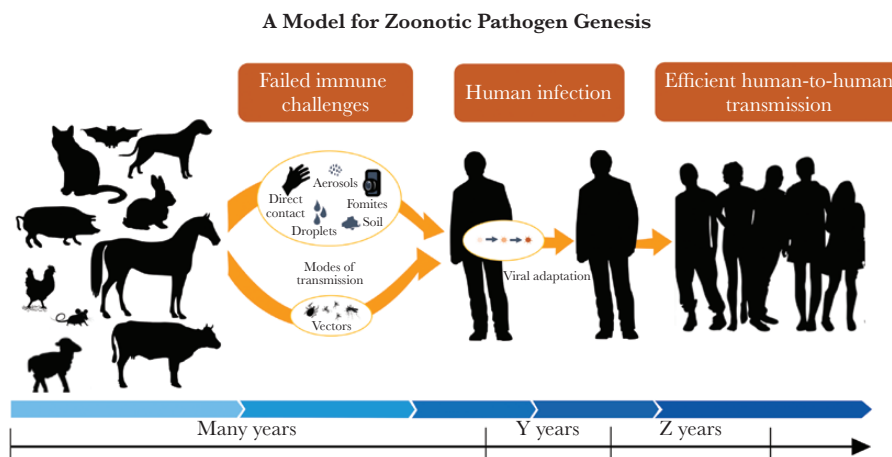 A Model for Zoonotic Pathogen Genesis
Failed immune
challenges
Human infection
Efficient human-to-human
transmission
Aerosols
Direct
contact
Fomites
Droplets
Soil
Modes of
transmission
Vectors
Viral adaptation
Many years
Y years
Z years